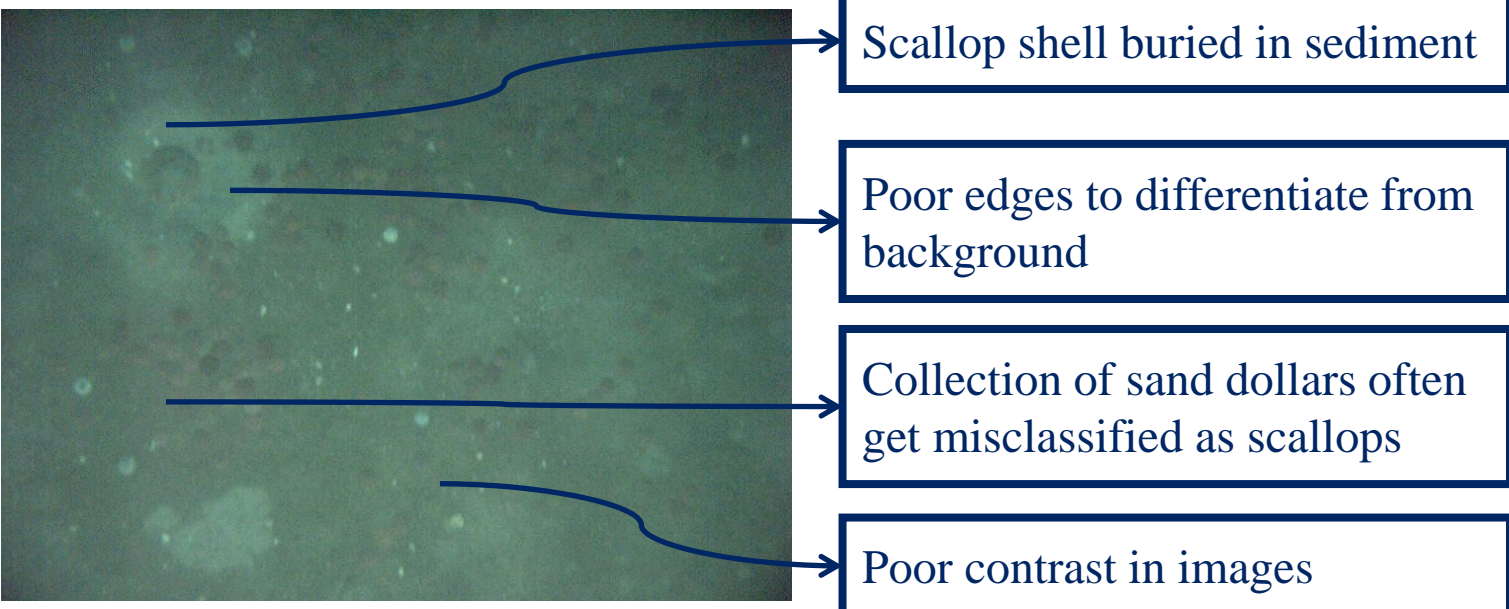 Scallop shell buried in sediment
Poor edges to differentiate from
background
Collection of sand dollars often
get misclassified as scallops
Poor contrast in images